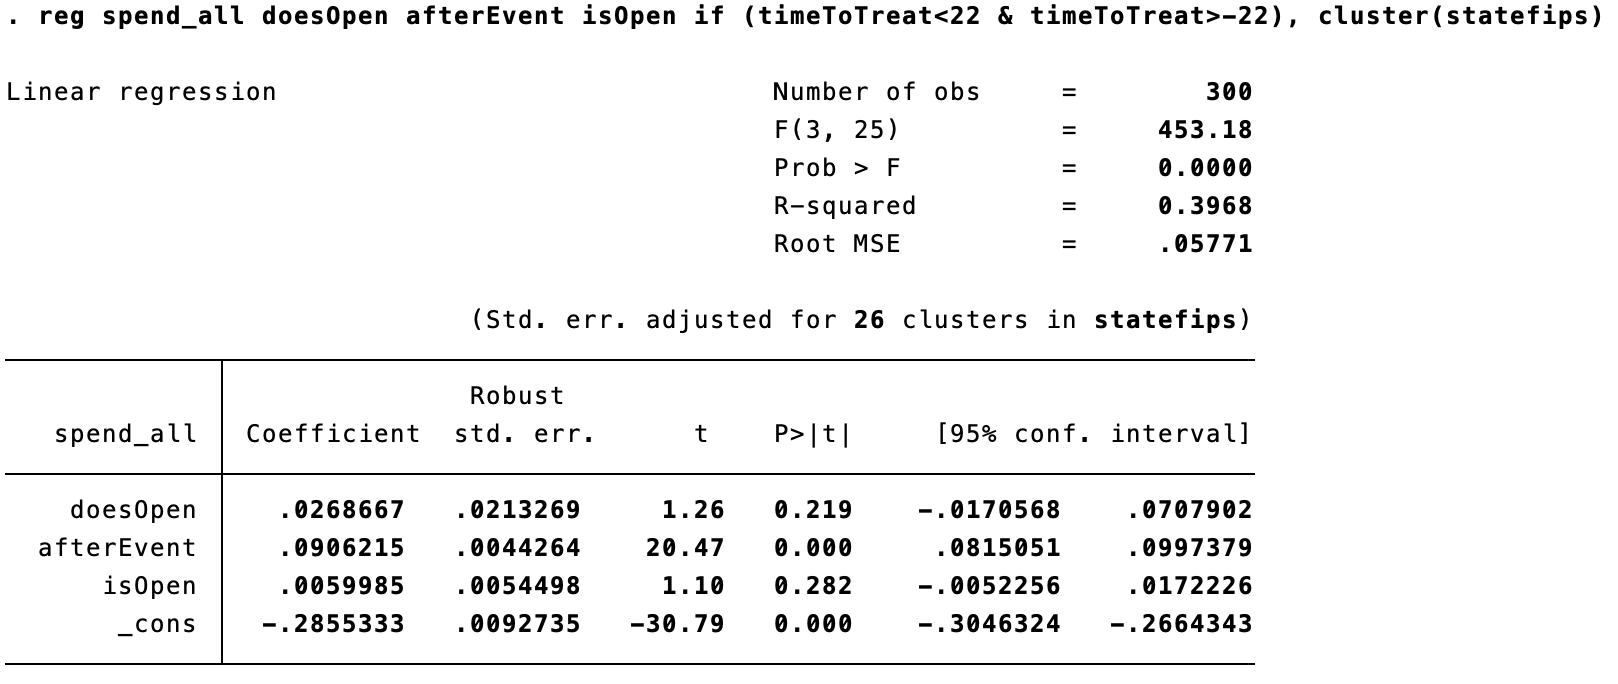 . reg spend_all doesOpen afterEvent isOpen if (timeToTreat<22 & timeToTreat>-22), cluster(statefips)
Linear regression Number of obs = 300
F(3, 25) = 453.18
Prob > F = 0.0000
R-squared = 0.3968
Root MSE = .05771
(Std. err. adjusted for 26 clusters in statefips)
Robust
spend_all Coefficient std. err. t P>|t| [95% conf. interval]
doesOpen .0268667 .0213269 1.26 0.219 -.0170568 .0707902
afterEvent .0906215 .0044264 20.47 0.000 .0815051 .0997379
isOpen .0059985 .0054498 1.10 0.282 -.0052256 .0172226
_cons -.2855333 .0092735 -30.79 0.000 -.3046324 -.2664343